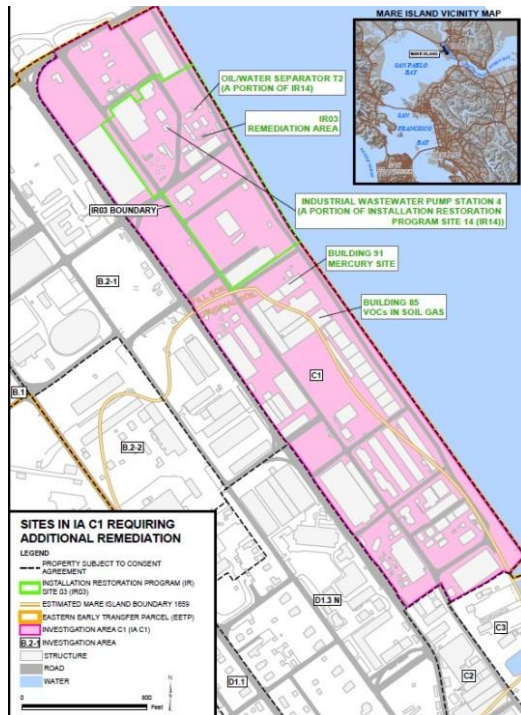 MARE ISLAND VICINITY MAP
MARE ISLAND
SAN PABLO
BAY
SAN
FRANCISCO
BAY
OIL/WATER SEPARATOR T2
(A PORTION OF IR14)
IR03
REMEDIATION AREA
INDUSTRIAL WASTEWATER PUMP STATION 4
(A PORTION OF INSTALLATION RESTORATION
PROGRAM SITE 14 (IR14))
IR03 BOUNDARY
BUILDING 91
MERCURY SITE
BUILDING 85
VOCs IN SOIL GAS
FILL SOIL
ORIGINAL SOIL
B.2-1
C1
B.1
B.2-2
D1.3 N
D1.1
C2
C3
SITES IN IA C1 REQUIRING
ADDITIONAL REMEDIATION
LEGEND
PROPERTY SUBJECT TO CONSENT
AGREEMENT
INSTALLATION RESTORATION PROGRAM (IR)
SITE 03 (IR03)
ESTIMATED MARE ISLAND BOUNDARY 1859
EASTERN EARLY TRANSFER PARCEL (EETP)
INVESTIGATION AREA C1 (IA C1)
B.2-1 INVESTIGATION AREA
STRUCTURE
ROAD
WATER
0 900
Feet